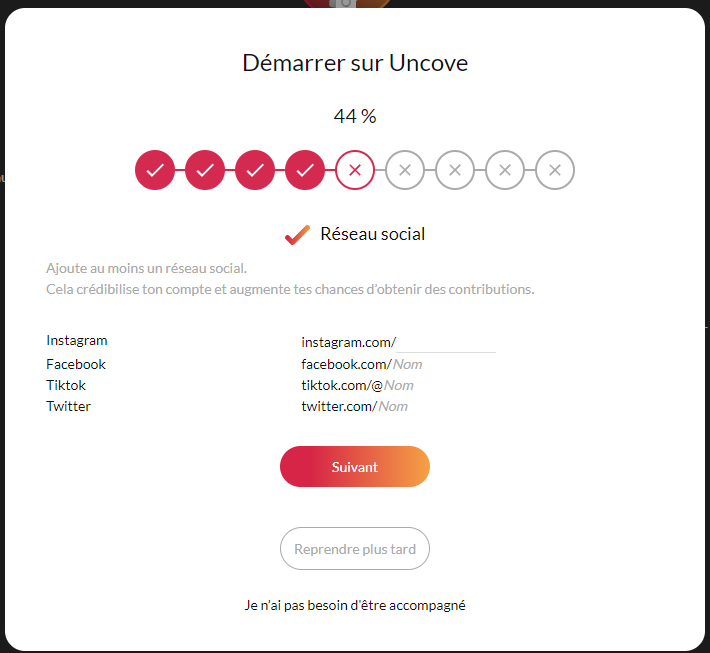 Démarrer sur Uncove
44 %
Réseau social
Ajoute au moins un réseau social.
Cela crédibilise ton compte et augmente tes chances d'obtenir des contributions.
Instagram instagram.com/
Facebook facebook.com/Nom
Tiktok tiktok.com/@Nom
Twitter twitter.com/Nom
Suivant
Reprendre plus tard
Je n'ai pas besoin d'être accompagné